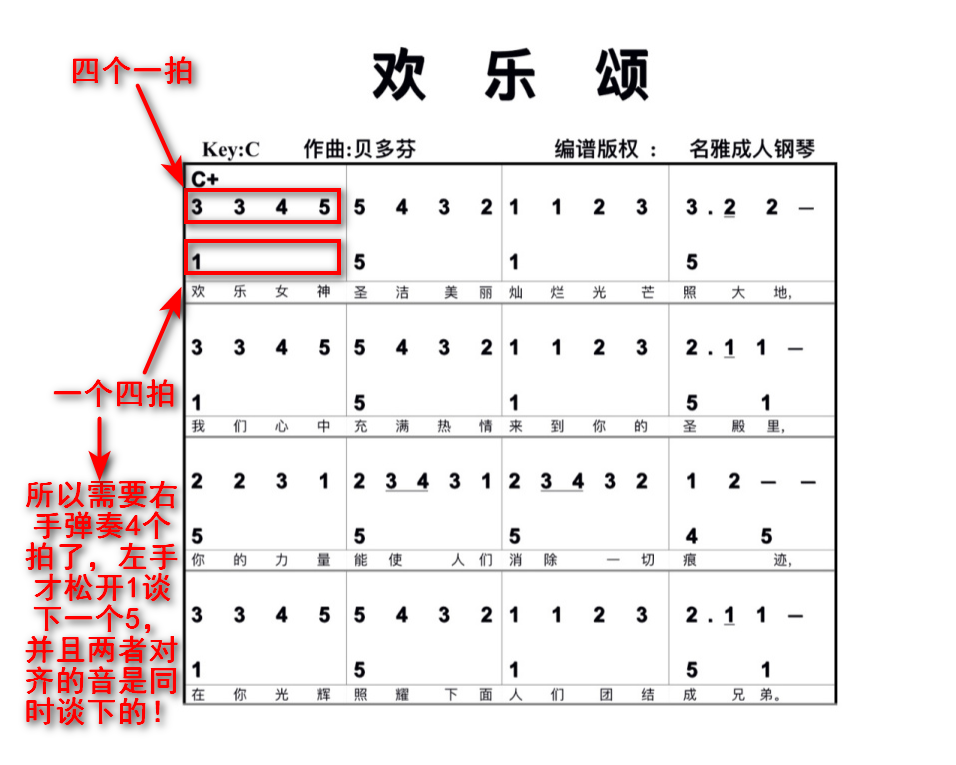 四个一拍
欢 乐 颂
Key:C 作曲:贝多芬 编谱版权 : 名雅成人钢琴
C+
3 3 4 5 5 4 3 2 1 1 2 3 3 . 2 2 —
1 5 1 5
欢 乐 女 神 圣 洁 美 丽 灿 烂 光 芒 照 大 地,
3 3 4 5 5 4 3 2 1 1 2 3 2 . 1 1 —
一个四拍
1 5 1 5 1
我 们 心 中 充 满 热 情 来 到 你 的 圣 殿 里,
2 2 3 1 2 3 4 3 1 2 3 4 3 2 1 2 — —
5 5 5 4 5
你 的 力 量 能 使 人 们 消 除 一 切 痕 迹,
3 3 4 5 5 4 3 2 1 1 2 3 2 . 1 1 —
1 5 1 5 1
在 你 光 辉 照 耀 下 面 人 们 团 结 成 兄 弟。
所以需要右
手弹奏4个
拍了，左手
才松开1谈
下一个5，
并且两者对
齐的音是同
时谈下的！